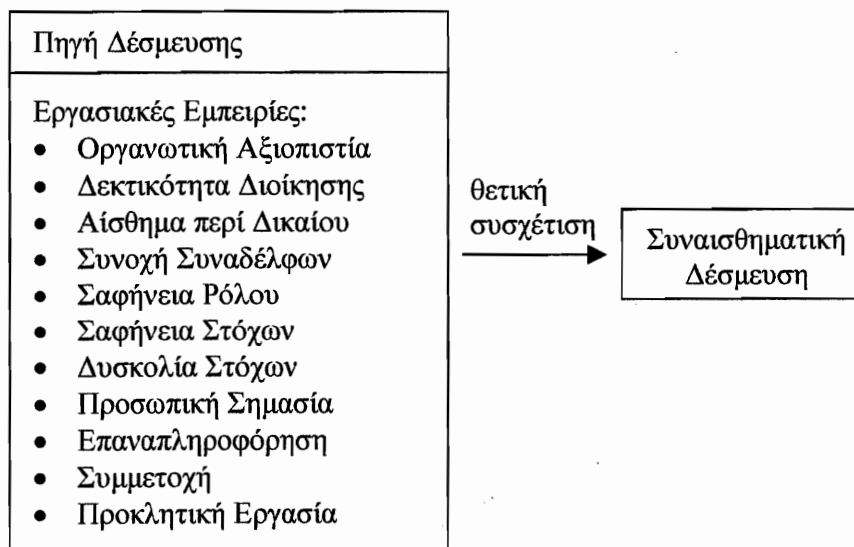 Πηγή Δέσμευσης
Εργασιακές Εμπειρίες:
• Οργανωτική Αξιοπιστία
• Δεκτικότητα Διοίκησης
• Αίσθημα περί Δικαίου
• Συνοχή Συναδέλφων
• Σαφήνεια Ρόλου
• Σαφήνεια Στόχων
• Δυσκολία Στόχων
• Προσωπική Σημασία
• Επαναπληροφόρηση
• Συμμετοχή
• Προκλητική Εργασία
θετική
συσχέτιση
Συναισθηματική
Δέσμευση